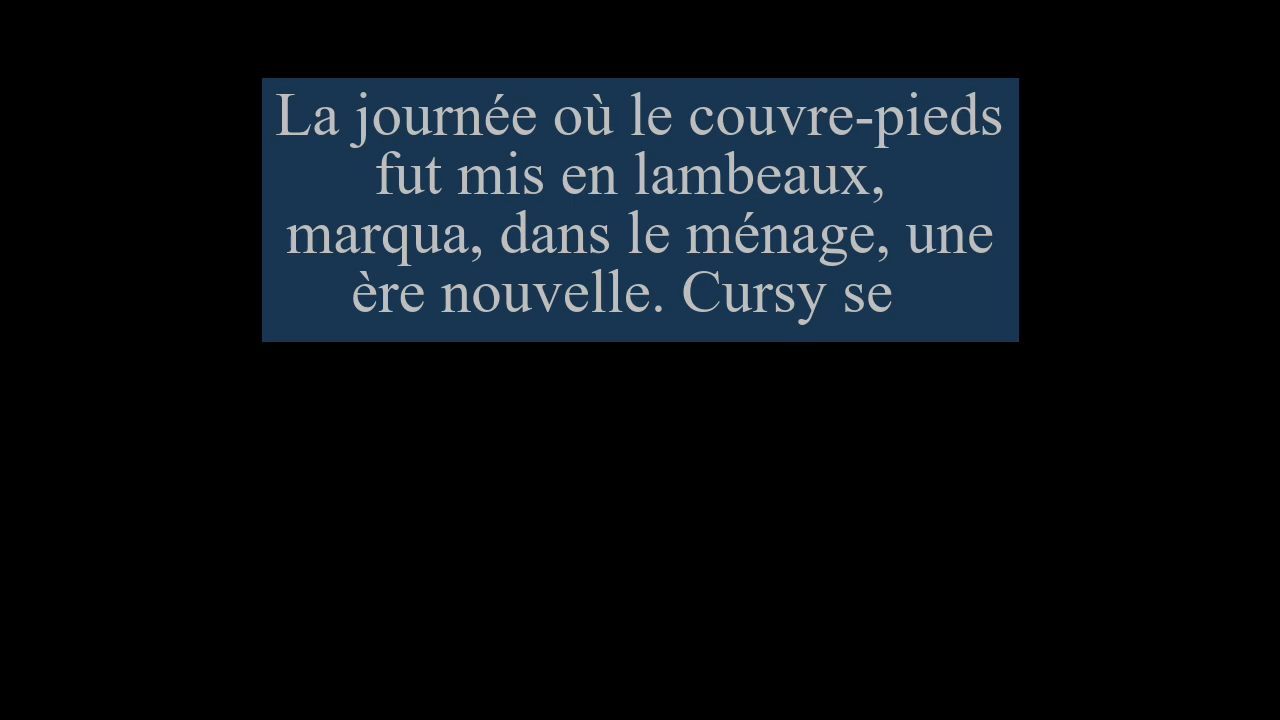 La journée où le couvre-pieds
fut mis en lambeaux,
marqua, dans le ménage, une
ère nouvelle. Cursy se